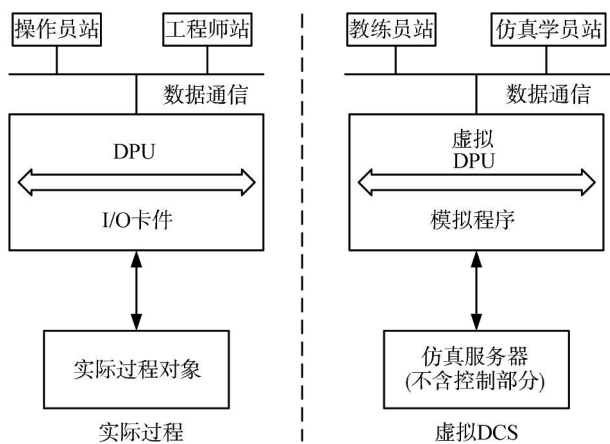 操作员站
工程师站
教练员站
仿真学员站
数据通信
数据通信
DPU
I/O卡件
虚拟
DPU
模拟程序
实际过程对象
仿真服务器
(不含控制部分)
实际过程
虚拟DCS